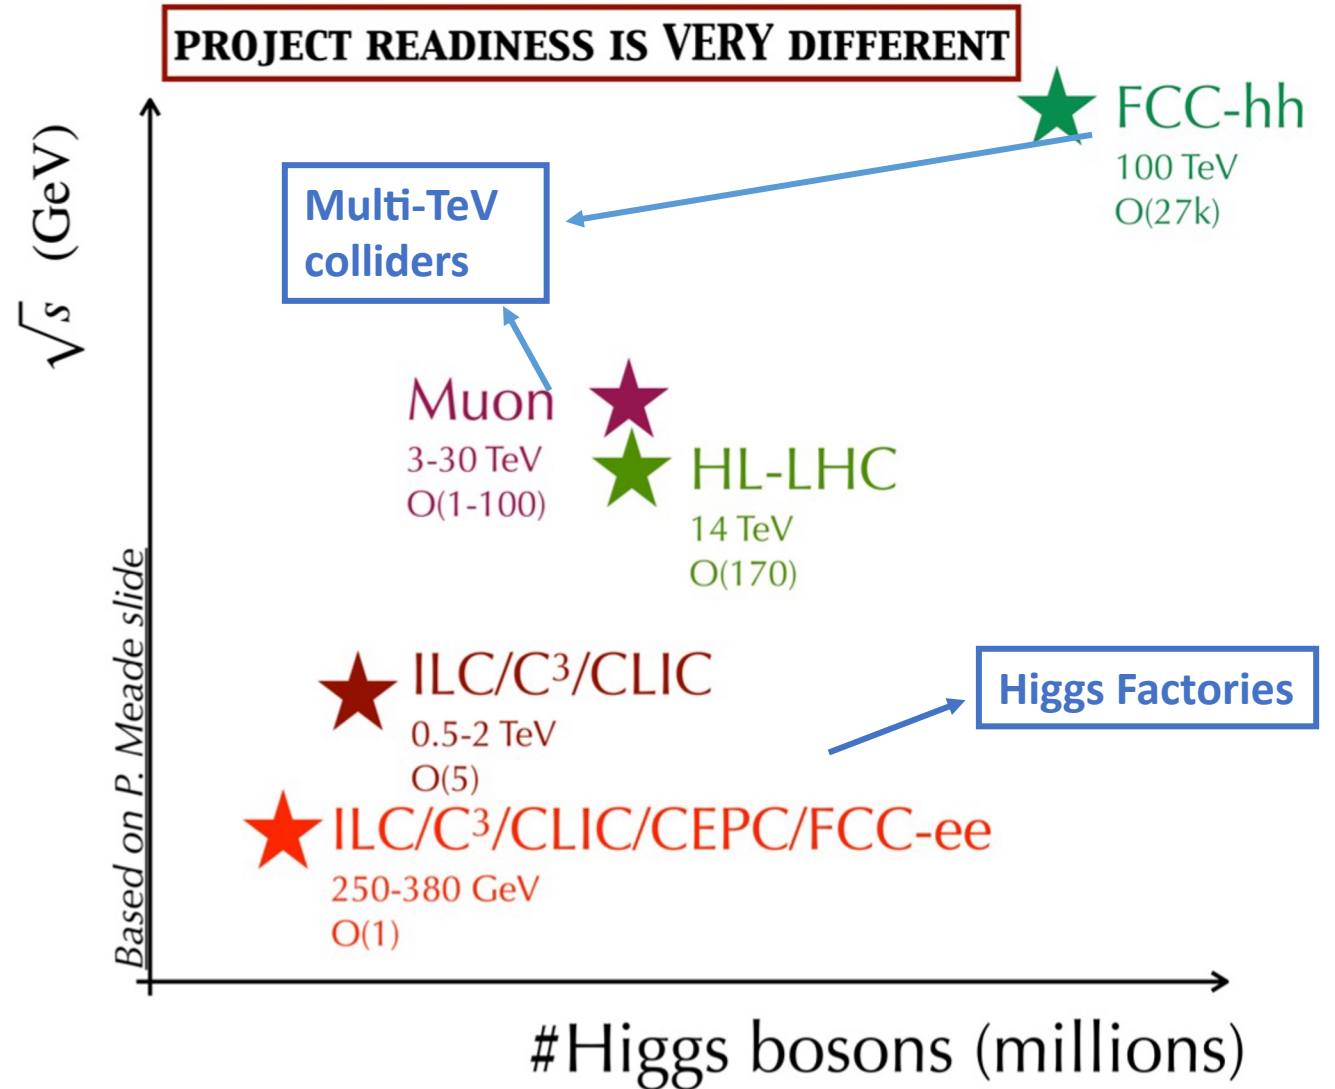 PROJECT READINESS IS VERY DIFFERENT
√s (GeV)
FCC-hh
100 TeV
O(27k)
Multi-TeV
colliders
Muon
3-30 TeV
O(1-100)
HL-LHC
14 TeV
O(170)
Based on P. Meade slide
ILC/C³/CLIC
0.5-2 TeV
O(5)
Higgs Factories
ILC/C³/CLIC/CEPC/FCC-ee
250-380 GeV
O(1)
#Higgs bosons (millions)